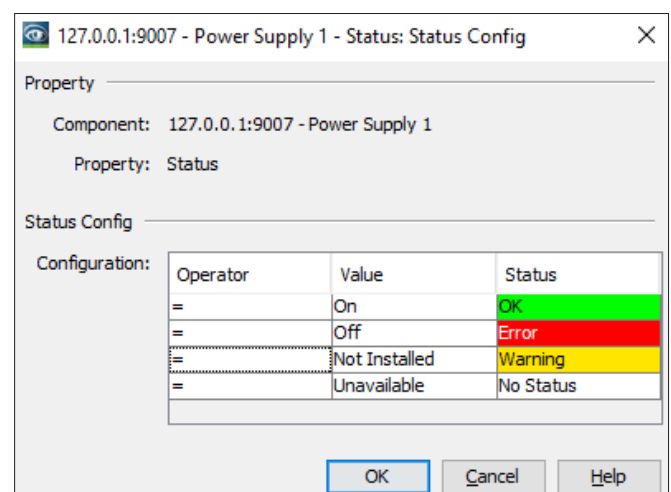 127.0.0.1:9007 - Power Supply 1 - Status: Status Config
Property
Component: 127.0.0.1:9007 - Power Supply 1
Property: Status
Status Config
Configuration:
Operator Value Status
= On OK
= Off Error
= Not Installed Warning
= Unavailable No Status
OK Cancel Help